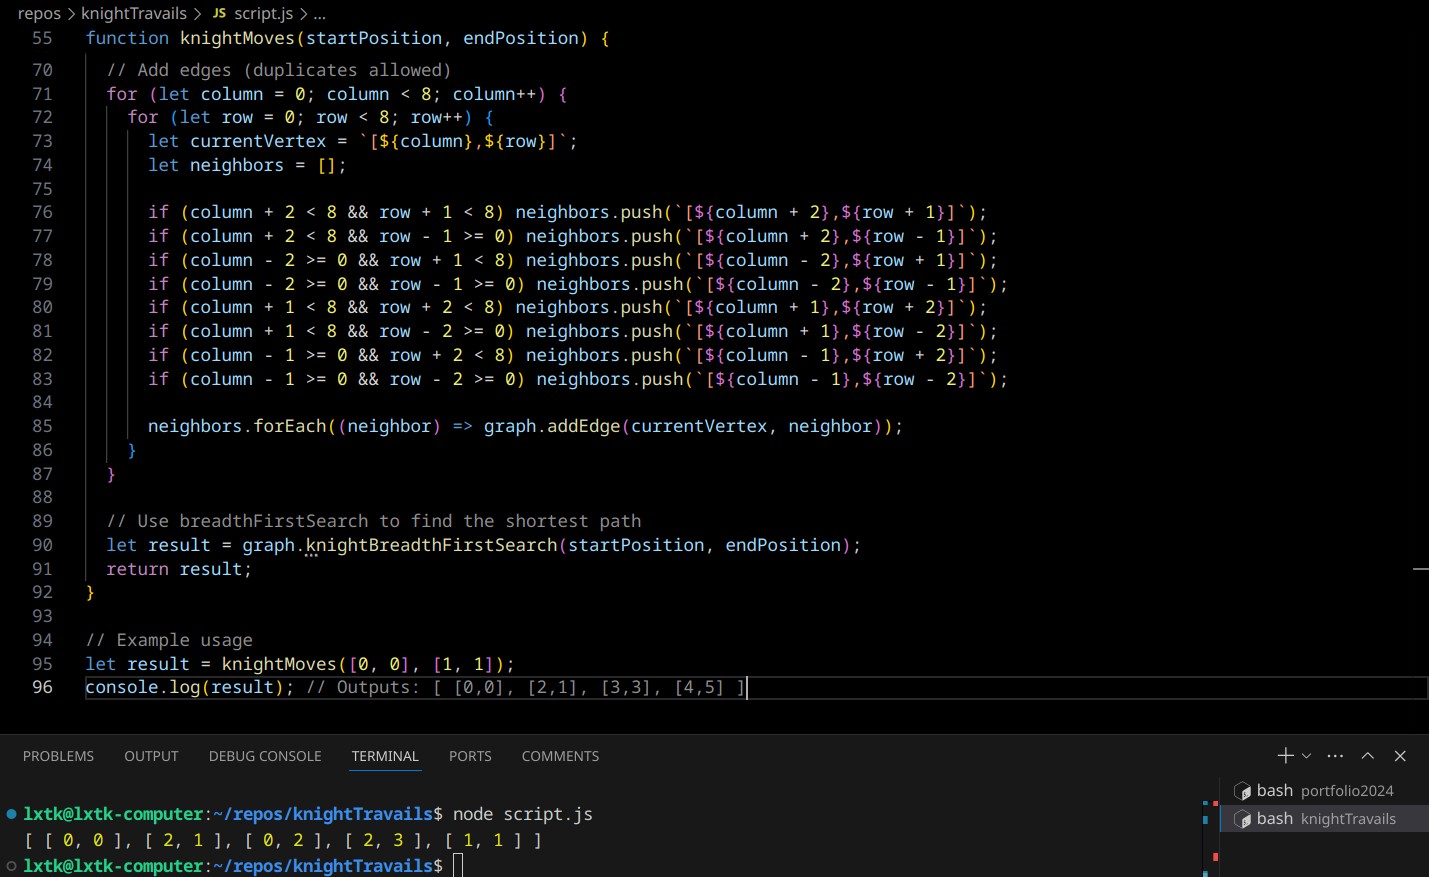 repos > knightTravails > JS script.js > ...
55 function knightMoves(startPosition, endPosition) {
70 // Add edges (duplicates allowed)
71 for (let column = 0; column < 8; column++) {
72 for (let row = 0; row < 8; row++) {
73 let currentVertex = `[${column},${row}]`;
74 let neighbors = [];
75
76 if (column + 2 < 8 && row + 1 < 8) neighbors.push(`[${column + 2},${row + 1}]`);
77 if (column + 2 < 8 && row - 1 >= 0) neighbors.push(`[${column + 2},${row - 1}]`);
78 if (column - 2 >= 0 && row + 1 < 8) neighbors.push(`[${column - 2},${row + 1}]`);
79 if (column - 2 >= 0 && row - 1 >= 0) neighbors.push(`[${column - 2},${row - 1}]`);
80 if (column + 1 < 8 && row + 2 < 8) neighbors.push(`[${column + 1},${row + 2}]`);
81 if (column + 1 < 8 && row - 2 >= 0) neighbors.push(`[${column + 1},${row - 2}]`);
82 if (column - 1 >= 0 && row + 2 < 8) neighbors.push(`[${column - 1},${row + 2}]`);
83 if (column - 1 >= 0 && row - 2 >= 0) neighbors.push(`[${column - 1},${row - 2}]`);
84
85 neighbors.forEach((neighbor) => graph.addEdge(currentVertex, neighbor));
86 }
87 }
88
89 // Use breadthFirstSearch to find the shortest path
90 let result = graph.knightBreadthFirstSearch(startPosition, endPosition);
91 return result;
92 }
93
94 // Example usage
95 let result = knightMoves([0, 0], [1, 1]);
96 console.log(result); // Outputs: [ [0,0], [2,1], [3,3], [4,5] ]
PROBLEMS OUTPUT DEBUG CONSOLE TERMINAL PORTS COMMENTS
lxtk@lxtk-computer:~/repos/knightTravails$ node script.js
[ [ 0, 0 ], [ 2, 1 ], [ 0, 2 ], [ 2, 3 ], [ 1, 1 ] ]
lxtk@lxtk-computer:~/repos/knightTravails$
bash portfolio2024
bash knightTravails